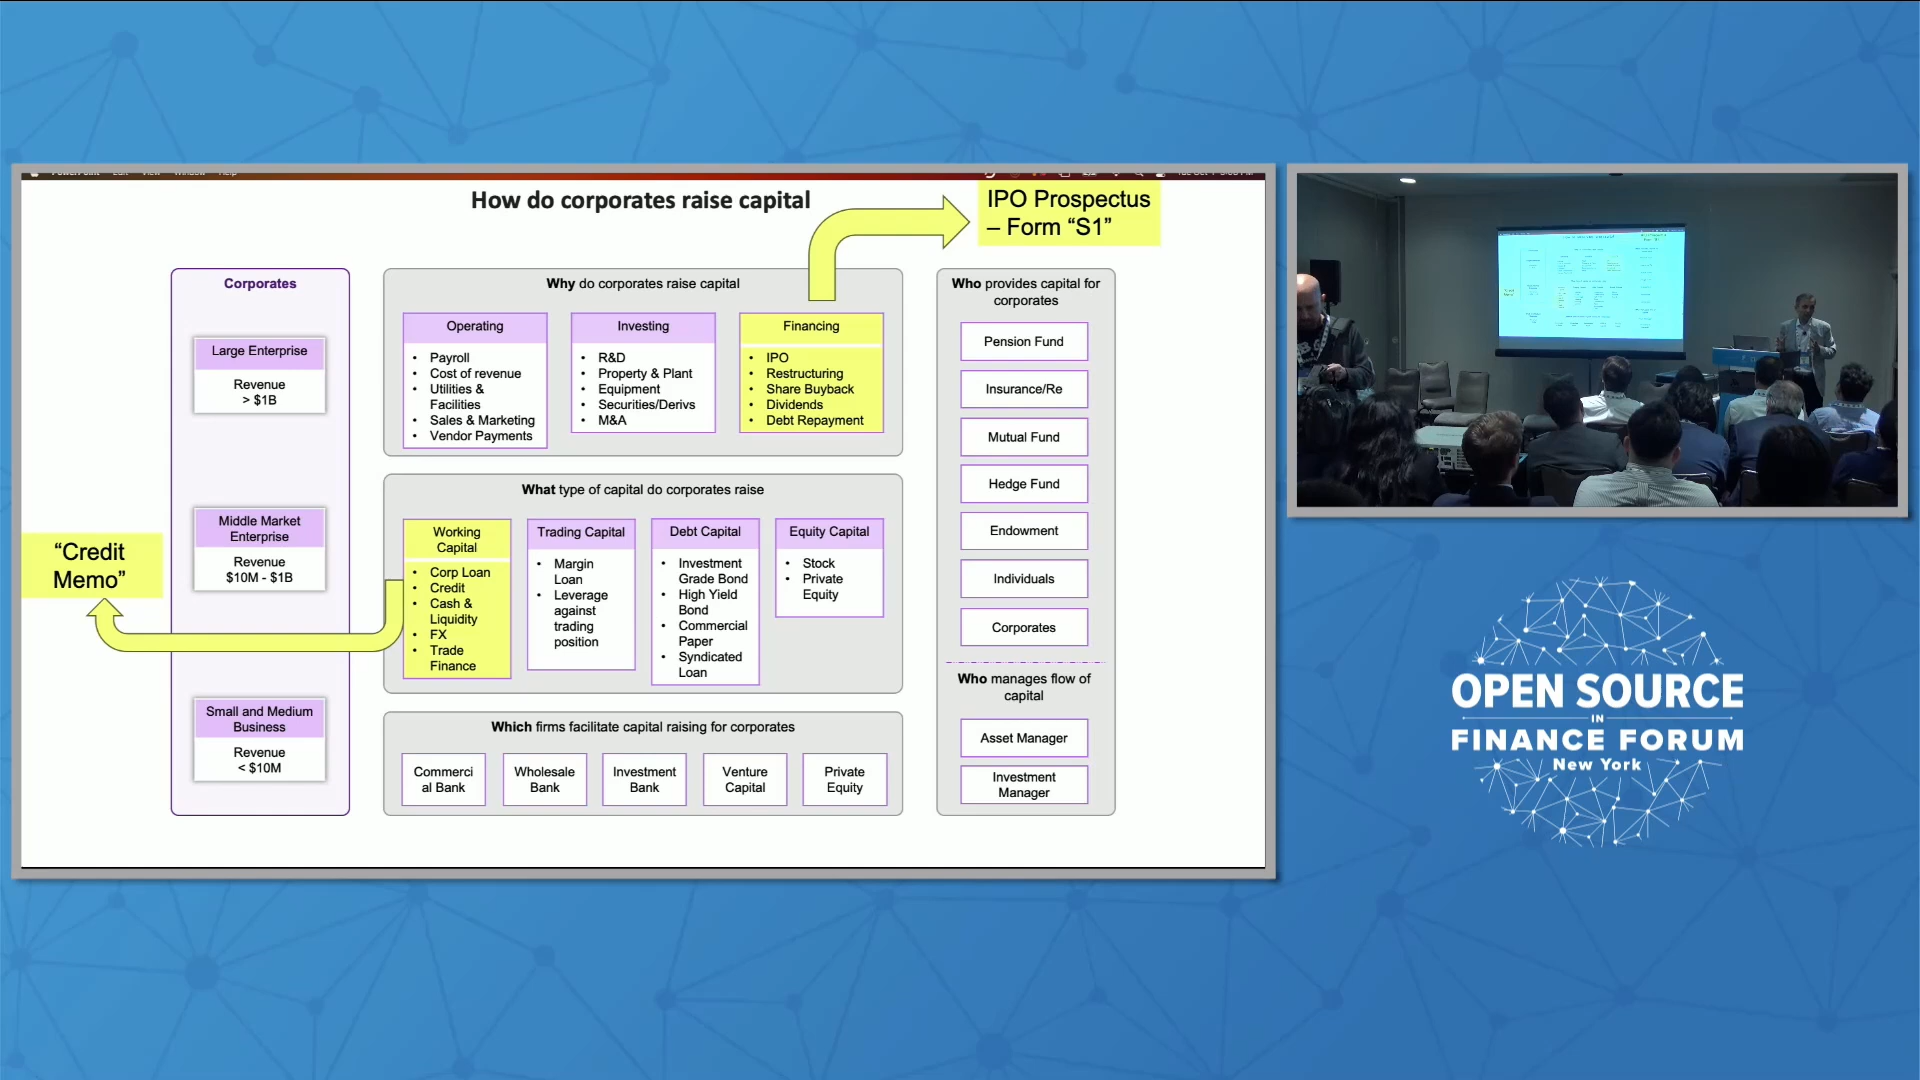 How do corporates raise capital
IPO Prospectus
– Form “S1”
Corporates
Large Enterprise
Revenue
> $1B
Middle Market
Enterprise
Revenue
$10M - $1B
Small and Medium
Business
Revenue
< $10M
“Credit
Memo”
Why do corporates raise capital
Operating
• Payroll
• Cost of revenue
• Utilities &
Facilities
• Sales & Marketing
• Vendor Payments
Investing
• R&D
• Property & Plant
• Equipment
• Securities/Derivs
• M&A
Financing
• IPO
• Restructuring
• Share Buyback
• Dividends
• Debt Repayment
What type of capital do corporates raise
Working
Capital
• Corp Loan
• Credit
• Cash &
Liquidity
• FX
• Trade
Finance
Trading Capital
• Margin
Loan
• Leverage
against
trading
position
Debt Capital
• Investment
Grade Bond
• High Yield
Bond
• Commercial
Paper
• Syndicated
Loan
Equity Capital
• Stock
• Private
Equity
Which firms facilitate capital raising for corporates
Commerci
al Bank
Wholesale
Bank
Investment
Bank
Venture
Capital
Private
Equity
Who provides capital for
corporates
Pension Fund
Insurance/Re
Mutual Fund
Hedge Fund
Endowment
Individuals
Corporates
Who manages flow of
capital
Asset Manager
Investment
Manager
OPEN SOURCE
IN
FINANCE FORUM
New York